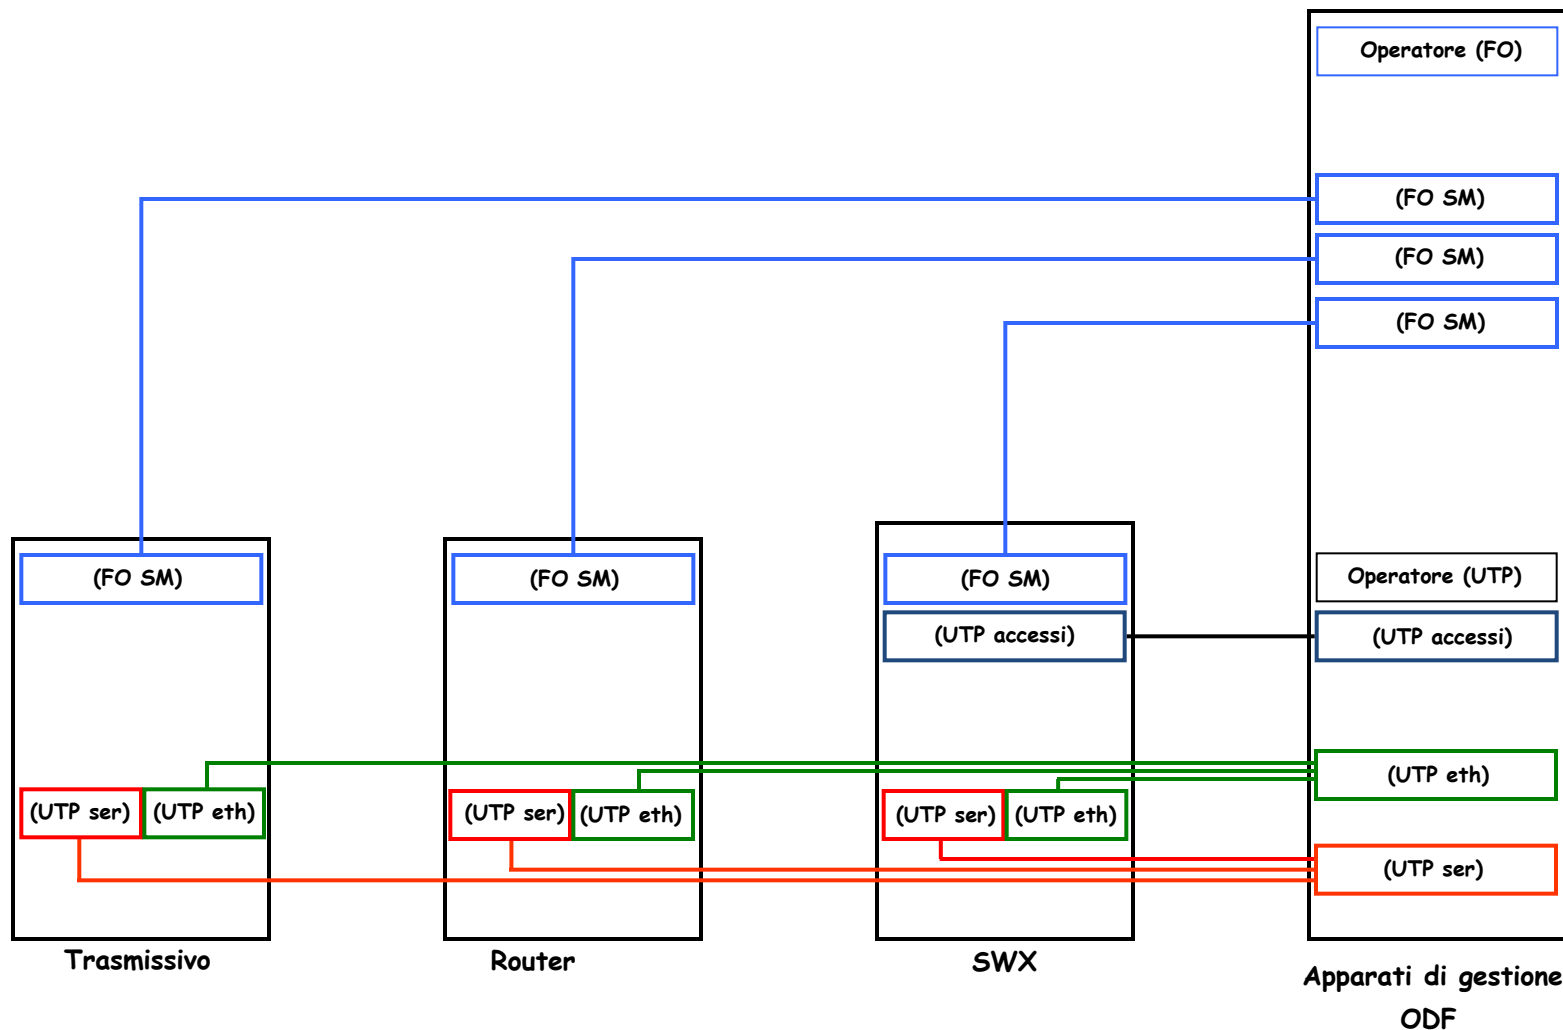 Operatore (FO)
(FO SM)
(FO SM)
(FO SM)
(FO SM)
(FO SM)
(FO SM)
Operatore (UTP)
(UTP accessi)
(UTP accessi)
(UTP eth)
(UTP ser)
(UTP eth)
(UTP ser)
(UTP eth)
(UTP ser)
(UTP eth)
(UTP ser)
Trasmissivo
Router
SWX
Apparati di gestione
ODF